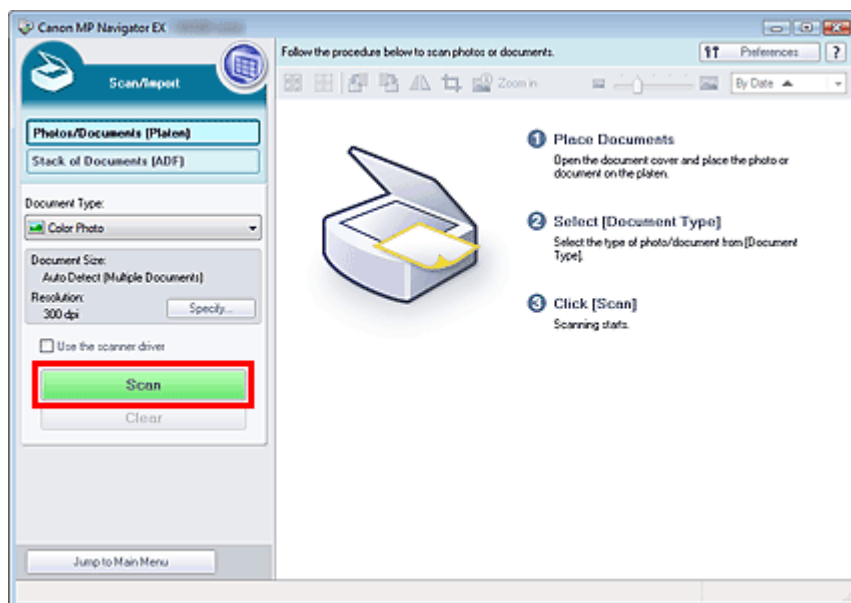 Canon MP Navigator EX
Scan/Import
Photos/Documents (Platen)
Stack of Documents (ADF)
Document Type:
Color Photo
Document Size:
Auto Detect (Multiple Documents)
Resolution:
300 dpi
Specify...
Use the scanner driver
Scan
Clear
Jump to Main Menu
Follow the procedure below to scan photos or documents.
Preferences
?
Zoom in
By Date
1 Place Documents
Open the document cover and place the photo or
document on the platen.
2 Select [Document Type]
Select the type of photo/document from [Document
Type].
3 Click [Scan]
Scanning starts.